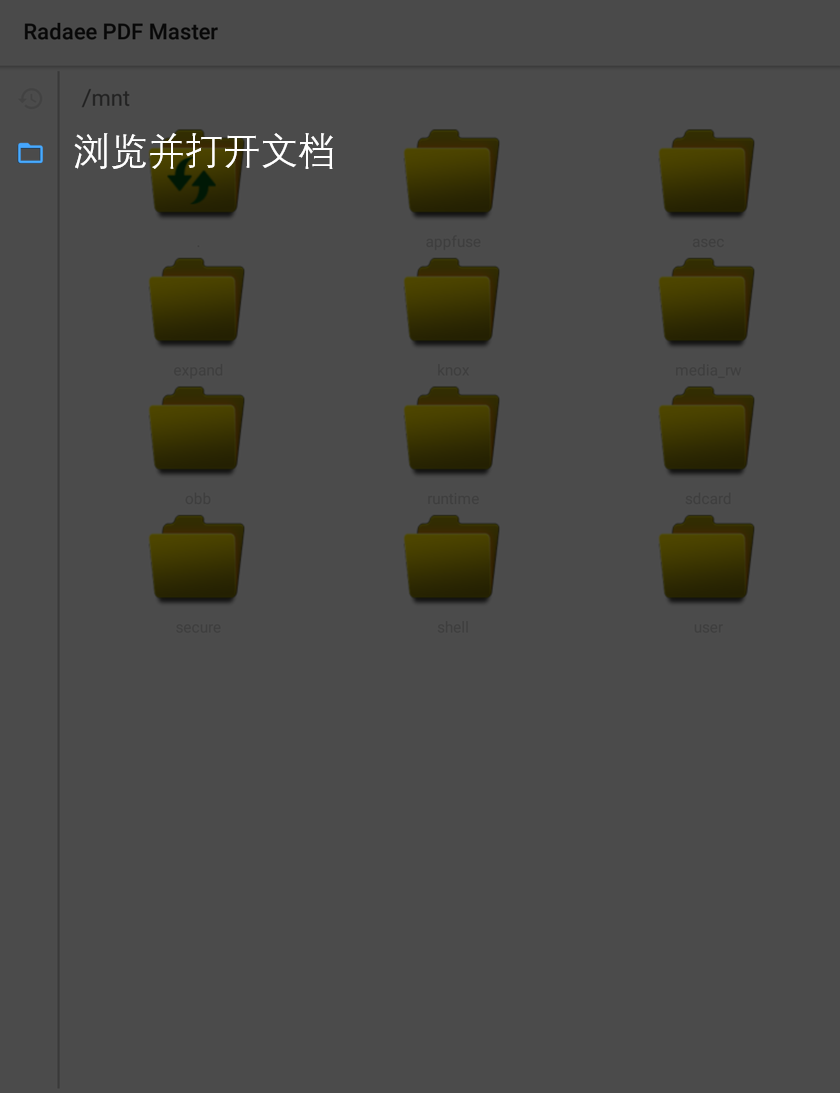 Radaee PDF Master
/mnt
浏览并打开文档
.
appfuse
asec
expand
knox
media_rw
obb
runtime
sdcard
secure
shell
user